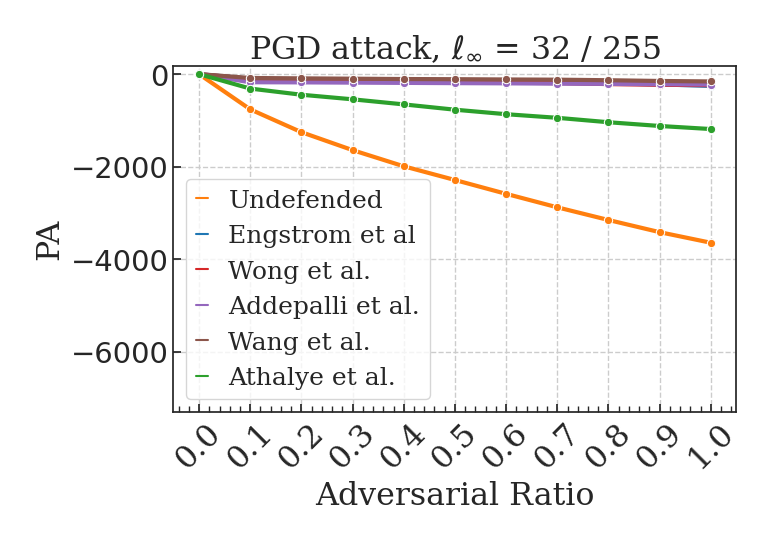 PGD attack, ℓ∞ = 32 / 255
PA
0
−2000
−4000
−6000
Undefended
Engstrom et al
Wong et al.
Addepalli et al.
Wang et al.
Athalye et al.
0.0 0.1 0.2 0.3 0.4 0.5 0.6 0.7 0.8 0.9 1.0
Adversarial Ratio